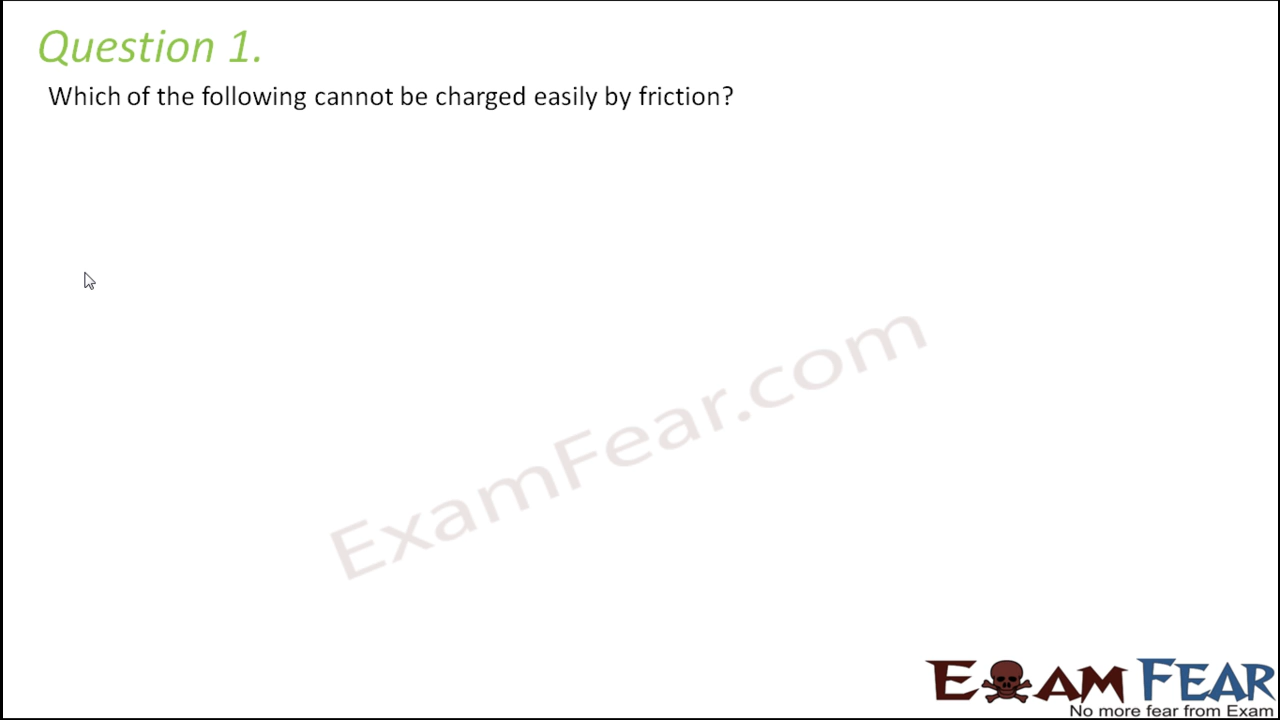 Question 1.
Which of the following cannot be charged easily by friction?
ExamFear.com
EXAM FEAR
No more fear from Exam